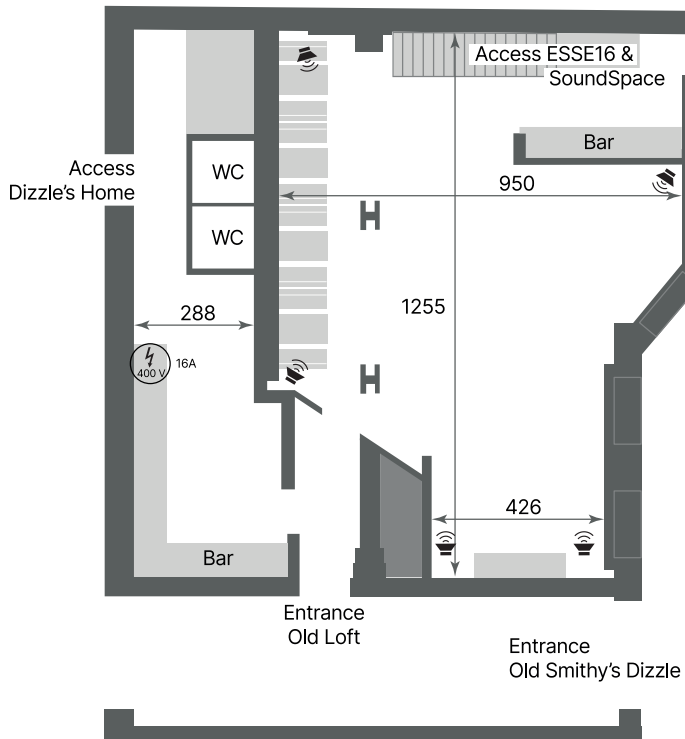 Access ESSE16 &
SoundSpace
Bar
Access
Dizzle's Home
WC
WC
950
288
1255
400 V
16A
426
Bar
Entrance
Old Loft
Entrance
Old Smithy's Dizzle